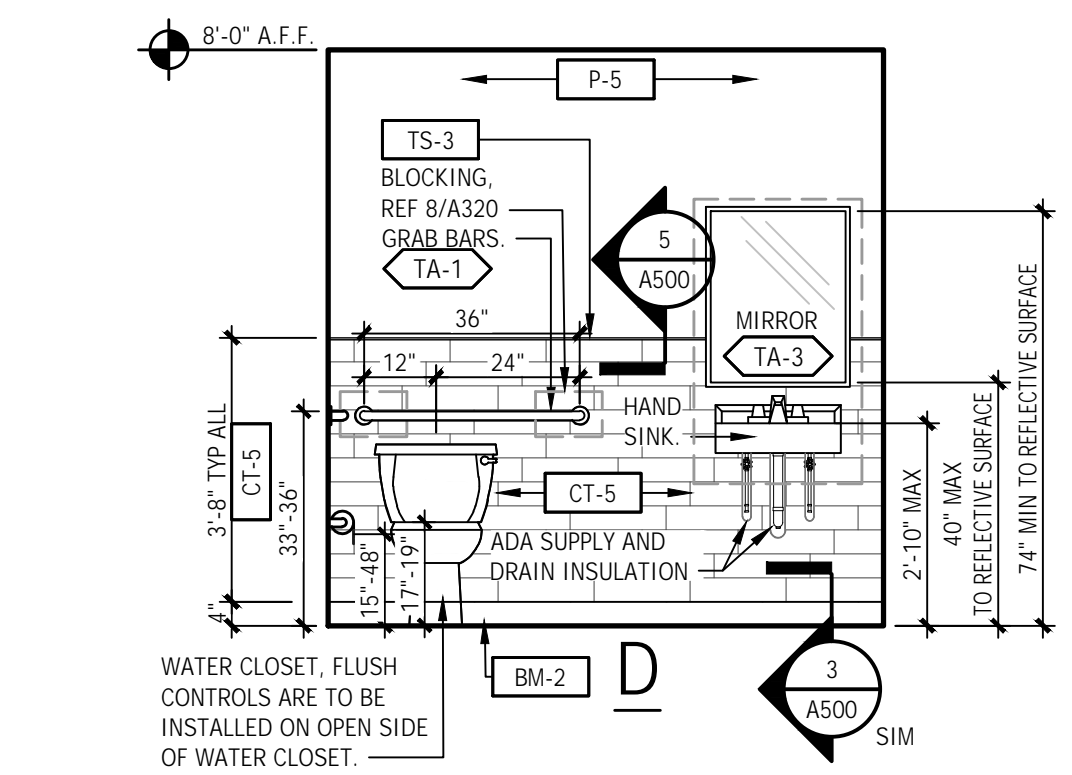 8'-0" A.F.F.
P-5
TS-3
BLOCKING,
REF 8/A320
GRAB BARS.
TA-1
5
A500
36"
12"
24"
MIRROR
TA-3
HAND
SINK.
CT-5
ADA SUPPLY AND
DRAIN INSULATION
3'-8" TYP ALL
CT-5
4"
33"-36"
15"-48"
17"-19"
2'-10" MAX
40" MAX
TO REFLECTIVE SURFACE
74" MIN TO REFLECTIVE SURFACE
WATER CLOSET, FLUSH
CONTROLS ARE TO BE
INSTALLED ON OPEN SIDE
OF WATER CLOSET.
BM-2
D
3
A500
SIM